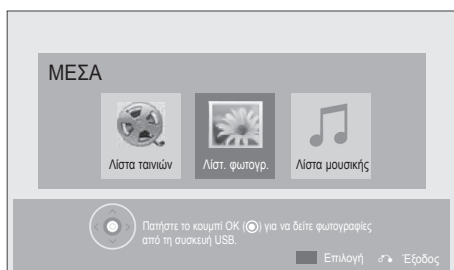 ΜΕΣΑ
Λίστα ταινιών
Λίστ. φωτογρ.
Λίστα μουσικής
Πατήστε το κουμπί OK (◉) για να δείτε φωτογραφίες
από τη συσκευή USB.
Επιλογή Έξοδος